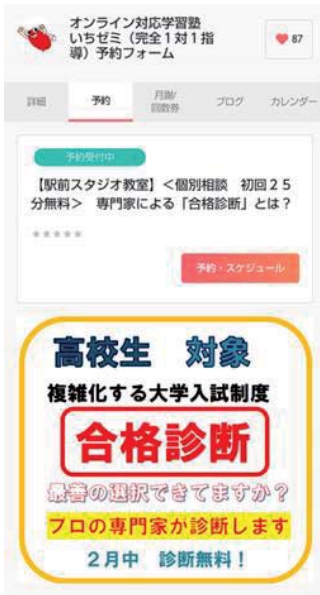 オンライン対応学習塾
いちゼミ（完全１対１指
導）予約フォーム
87
詳細
予約
月謝/
回数券
ブログ
カレンダー
予約受付中
【駅前スタジオ教室】＜個別相談　初回２５
分無料＞　専門家による「合格診断」とは？
予約・スケジュール
高校生　対象
複雑化する大学入試制度
合格診断
最善の選択できてますか？
プロの専門家が診断します
２月中　診断無料！